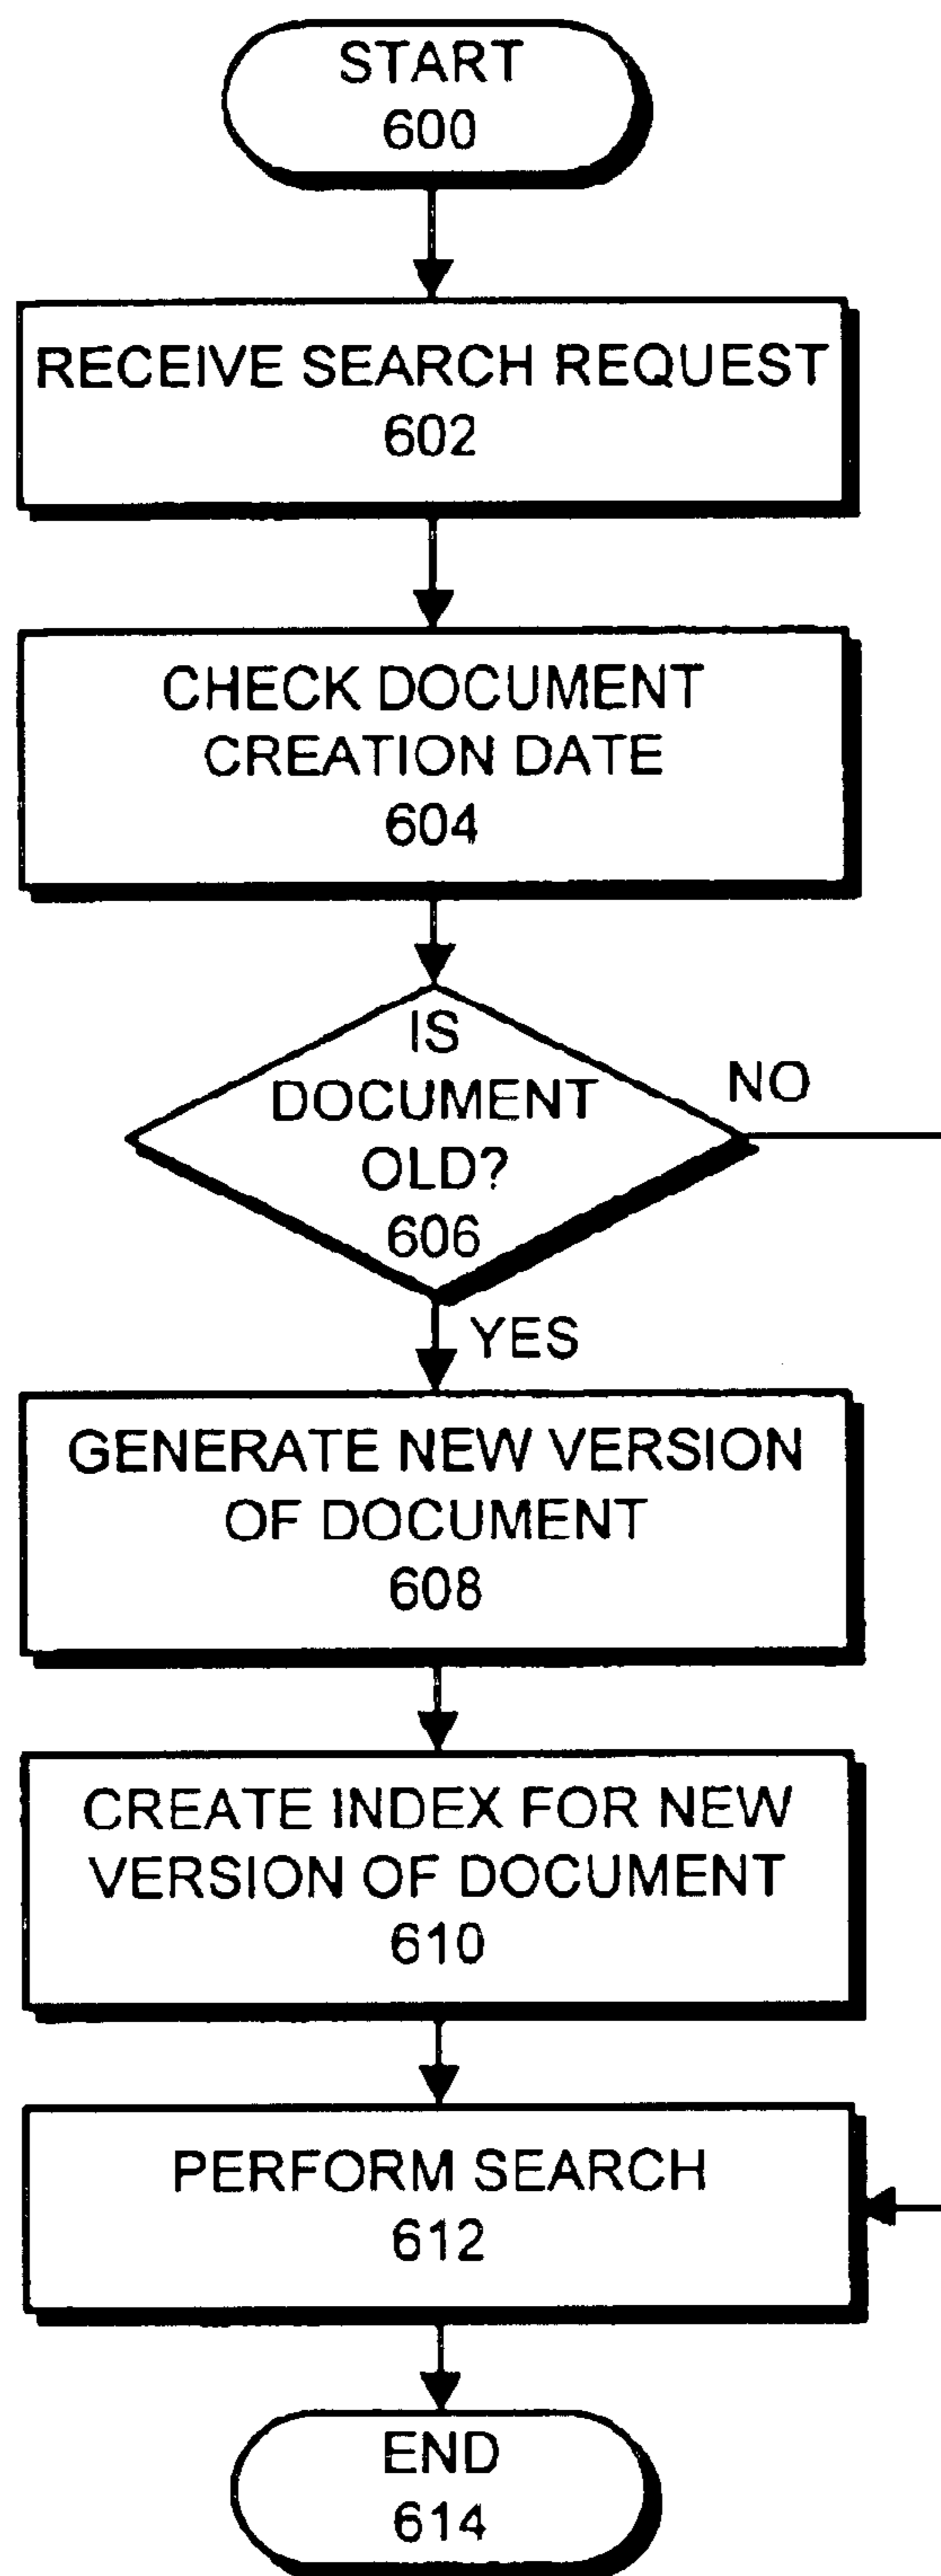 START
600
RECEIVE SEARCH REQUEST
602
CHECK DOCUMENT
CREATION DATE
604
IS
DOCUMENT
OLD?
606
NO
YES
GENERATE NEW VERSION
OF DOCUMENT
608
CREATE INDEX FOR NEW
VERSION OF DOCUMENT
610
PERFORM SEARCH
612
END
614